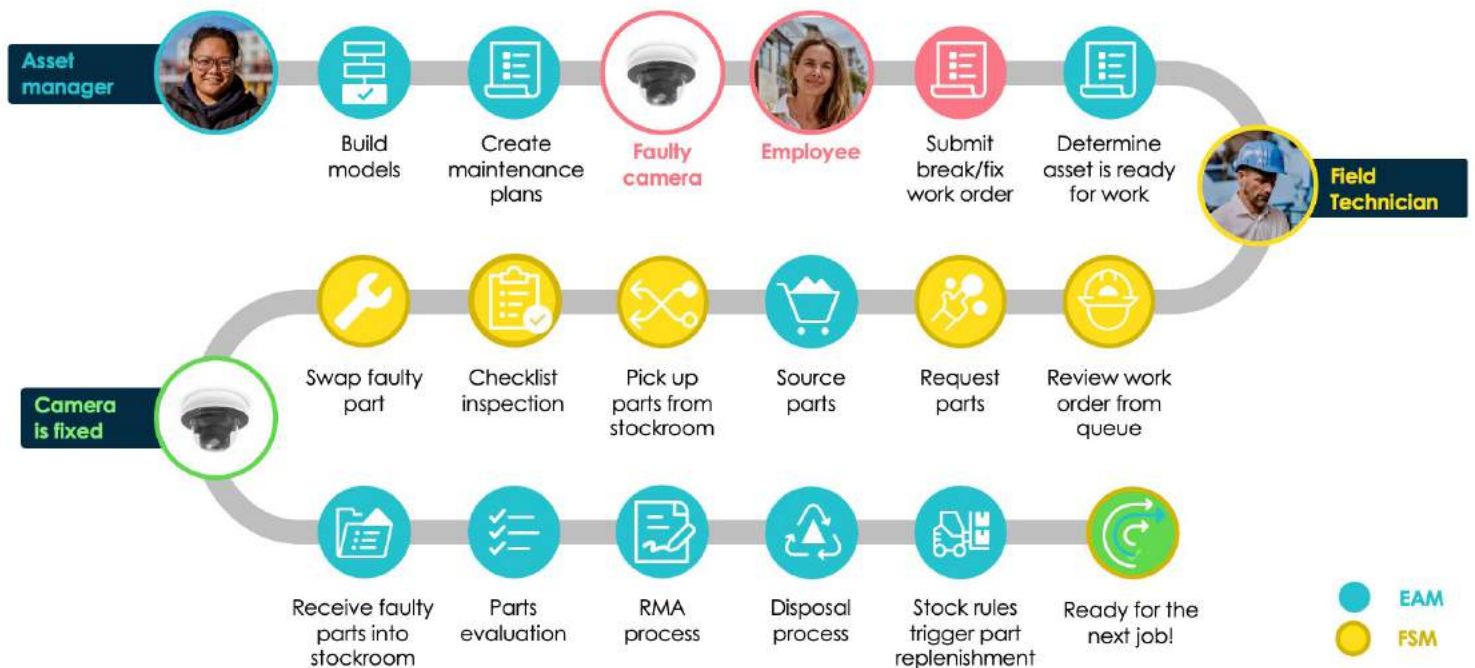 Asset
manager
Build
models
Create
maintenance
plans
Faulty
camera
Employee
Submit
break/fix
work order
Determine
asset is ready
for work
Field
Technician
Swap faulty
part
Checklist
inspection
Pick up
parts from
stockroom
Source
parts
Request
parts
Review work
order from
queue
Camera
is fixed
Receive faulty
parts into
stockroom
Parts
evaluation
RMA
process
Disposal
process
Stock rules
trigger part
replenishment
Ready for the
next job!
EAM
FSM